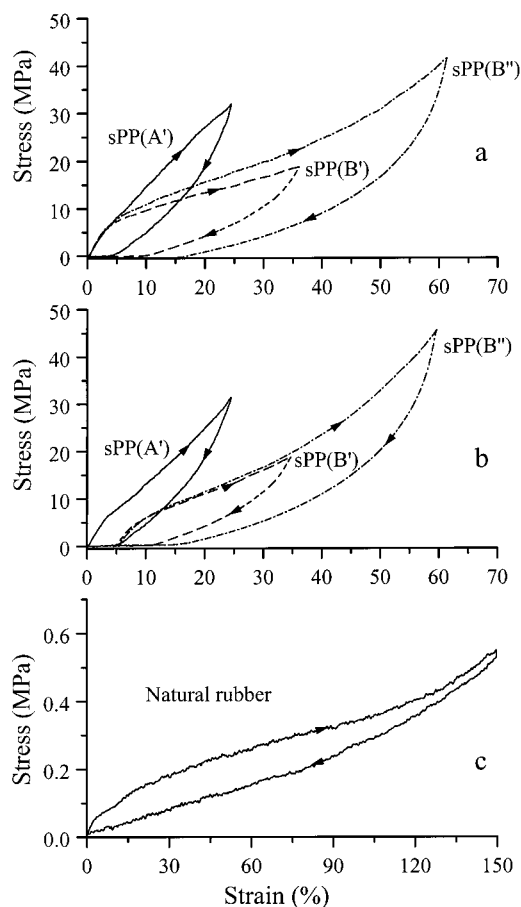 50
40
30
20
10
0
Stress (MPa)
sPP(A')
sPP(B')
sPP(B")
a
0 10 20 30 40 50 60 70
50
40
30
20
10
0
Stress (MPa)
sPP(A')
sPP(B')
sPP(B")
b
0 10 20 30 40 50 60 70
0.6
0.4
0.2
0.0
Stress (MPa)
Natural rubber
c
0 30 60 90 120 150
Strain (%)